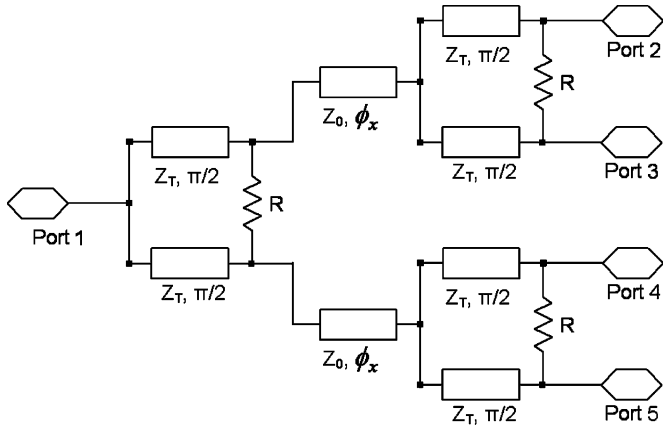 Z_T, π/2
Port 2
R
Z_0, ϕ_x
Z_T, π/2
Z_T, π/2
Port 3
R
Port 1
Z_T, π/2
Z_T, π/2
Port 4
R
Z_0, ϕ_x
Z_T, π/2
Port 5